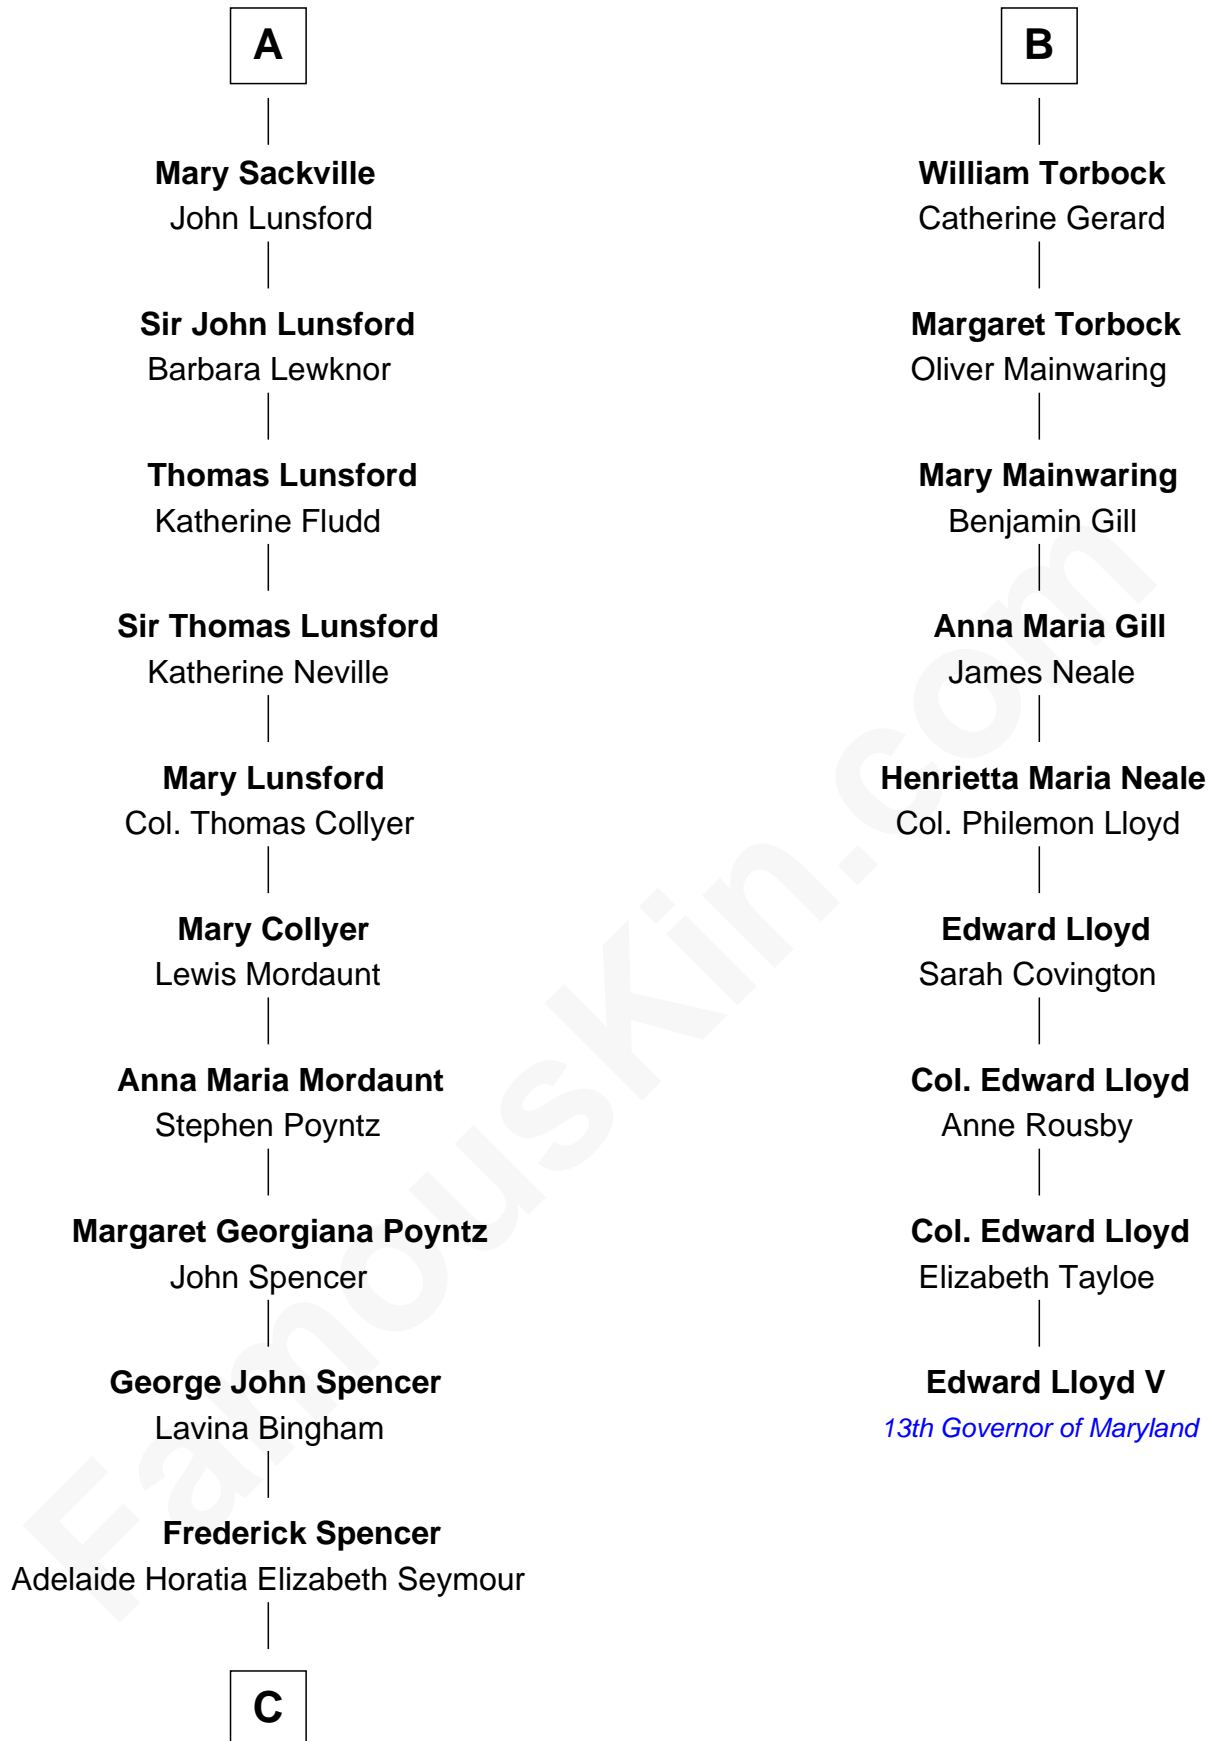 A
Mary Sackville
John Lunsford
Sir John Lunsford
Barbara Lewknor
Thomas Lunsford
Katherine Fludd
Sir Thomas Lunsford
Katherine Neville
Mary Lunsford
Col. Thomas Collyer
Mary Collyer
Lewis Mordaunt
Anna Maria Mordaunt
Stephen Poyntz
Margaret Georgiana Poyntz
John Spencer
George John Spencer
Lavina Bingham
Frederick Spencer
Adelaide Horatia Elizabeth Seymour
C
B
William Torbock
Catherine Gerard
Margaret Torbock
Oliver Mainwaring
Mary Mainwaring
Benjamin Gill
Anna Maria Gill
James Neale
Henrietta Maria Neale
Col. Philemon Lloyd
Edward Lloyd
Sarah Covington
Col. Edward Lloyd
Anne Rousby
Col. Edward Lloyd
Elizabeth Tayloe
Edward Lloyd V
13th Governor of Maryland
FamousKin.com